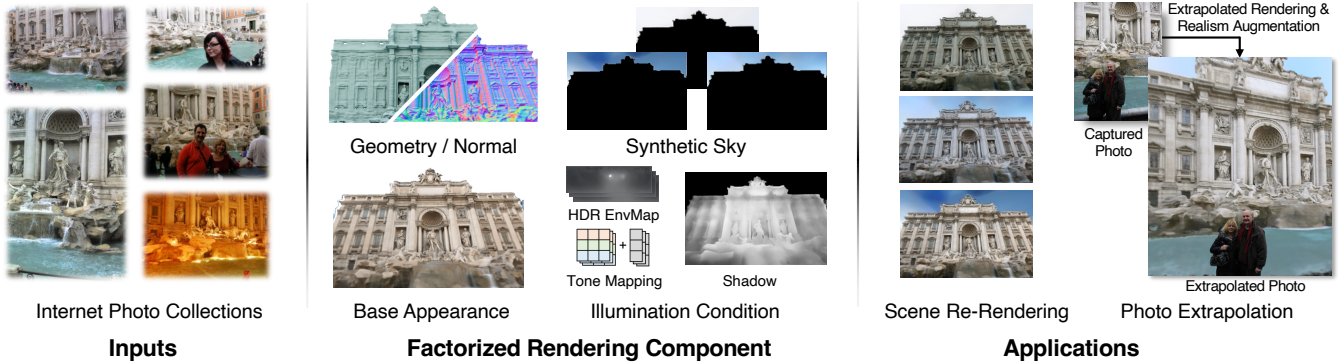 Extrapolated Rendering &
Realism Augmentation
Captured
Photo
Geometry / Normal
Synthetic Sky
HDR EnvMap
+
Tone Mapping
Shadow
Extrapolated Photo
Internet Photo Collections
Base Appearance
Illumination Condition
Scene Re-Rendering
Photo Extrapolation
Inputs
Factorized Rendering Component
Applications